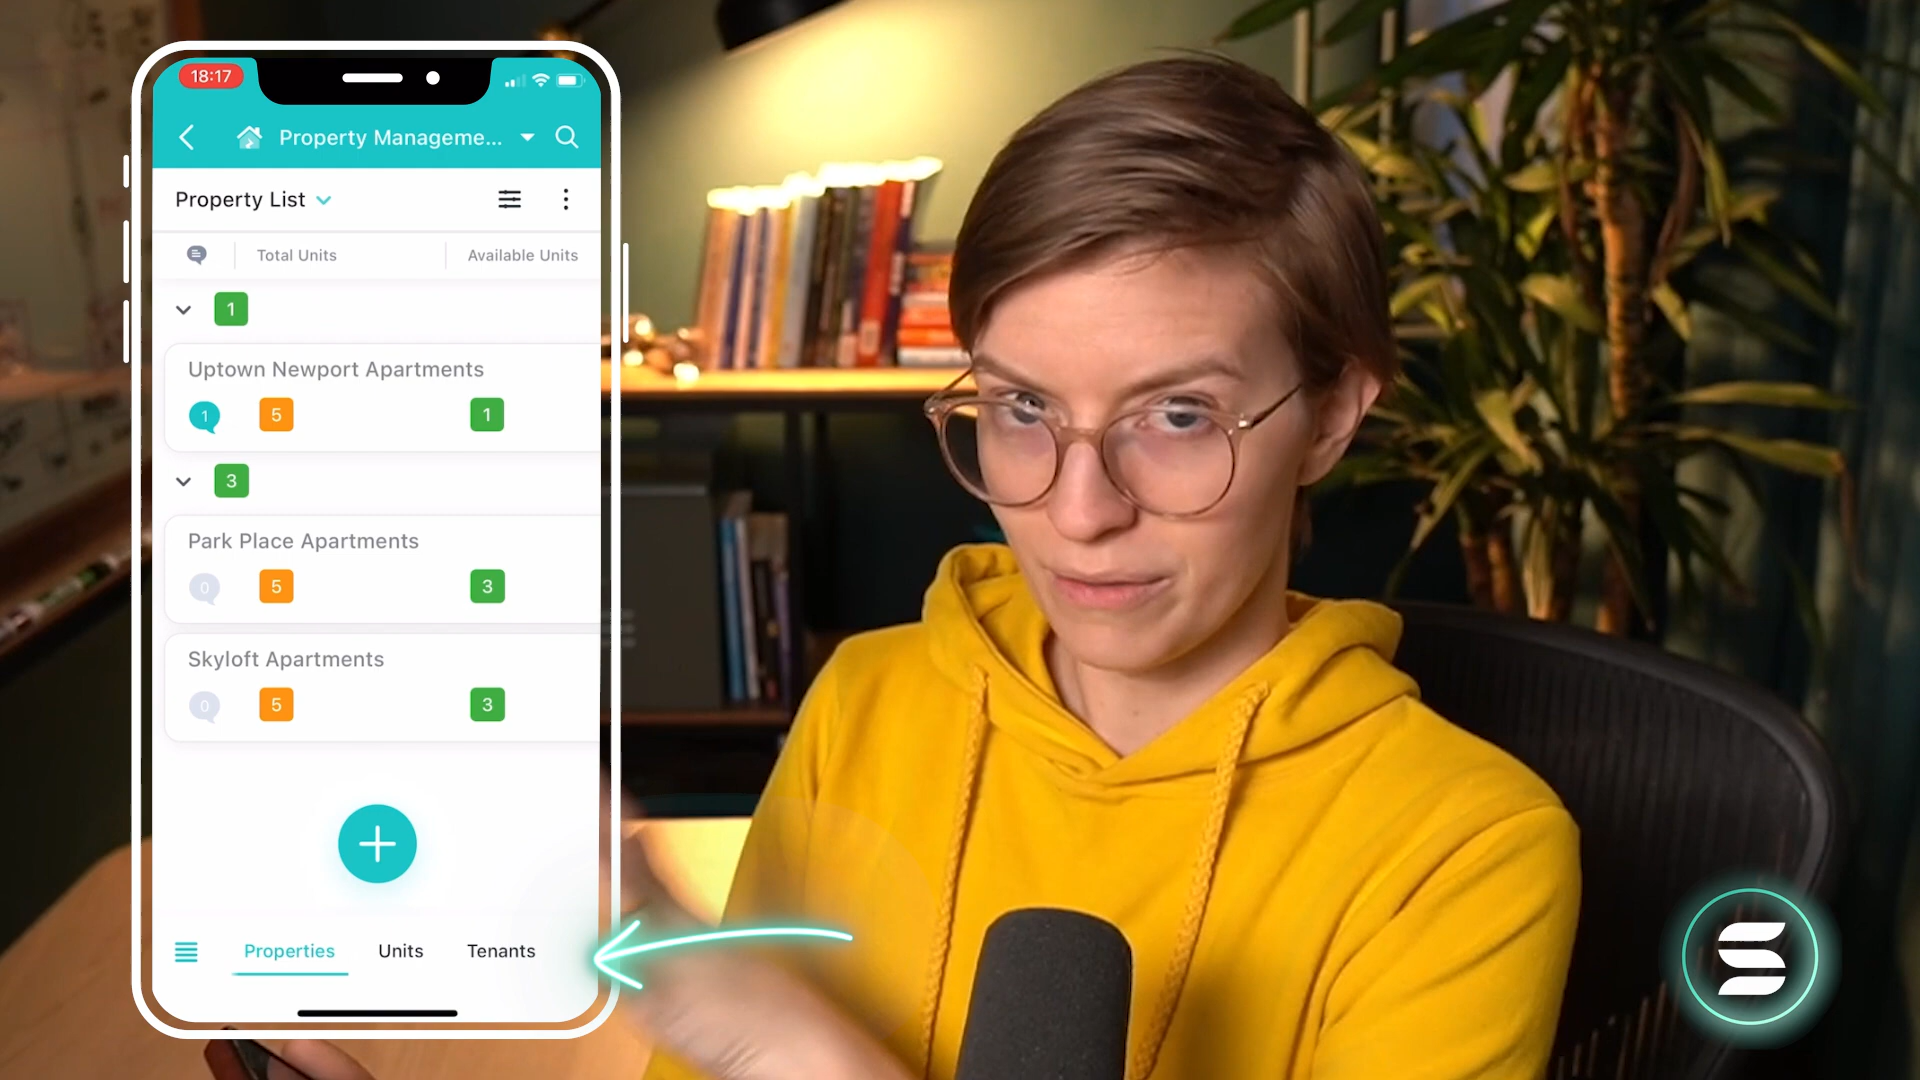 18:17
Property Manageme...
Property List
Total Units
Available Units
1
Uptown Newport Apartments
1
5
1
3
Park Place Apartments
0
5
3
Skyloft Apartments
0
5
3
Properties
Units
Tenants
S